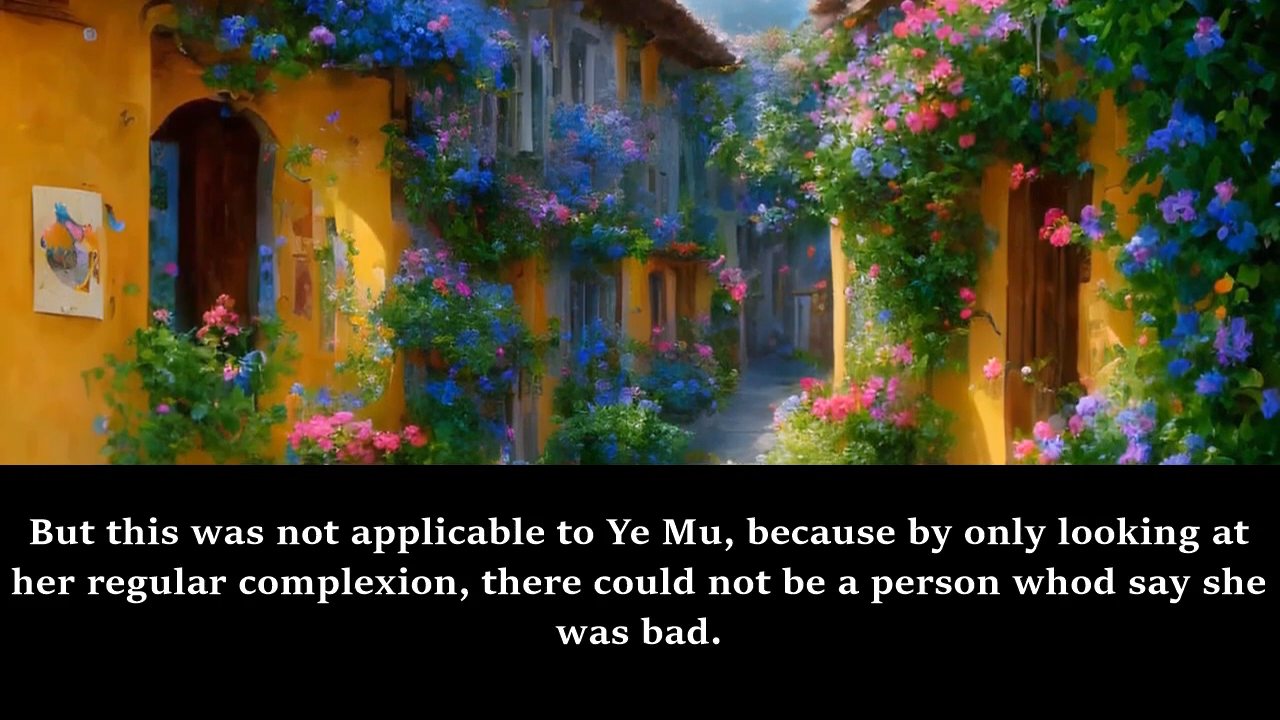 But this was not applicable to Ye Mu, because by only looking at
her regular complexion, there could not be a person whod say she
was bad.